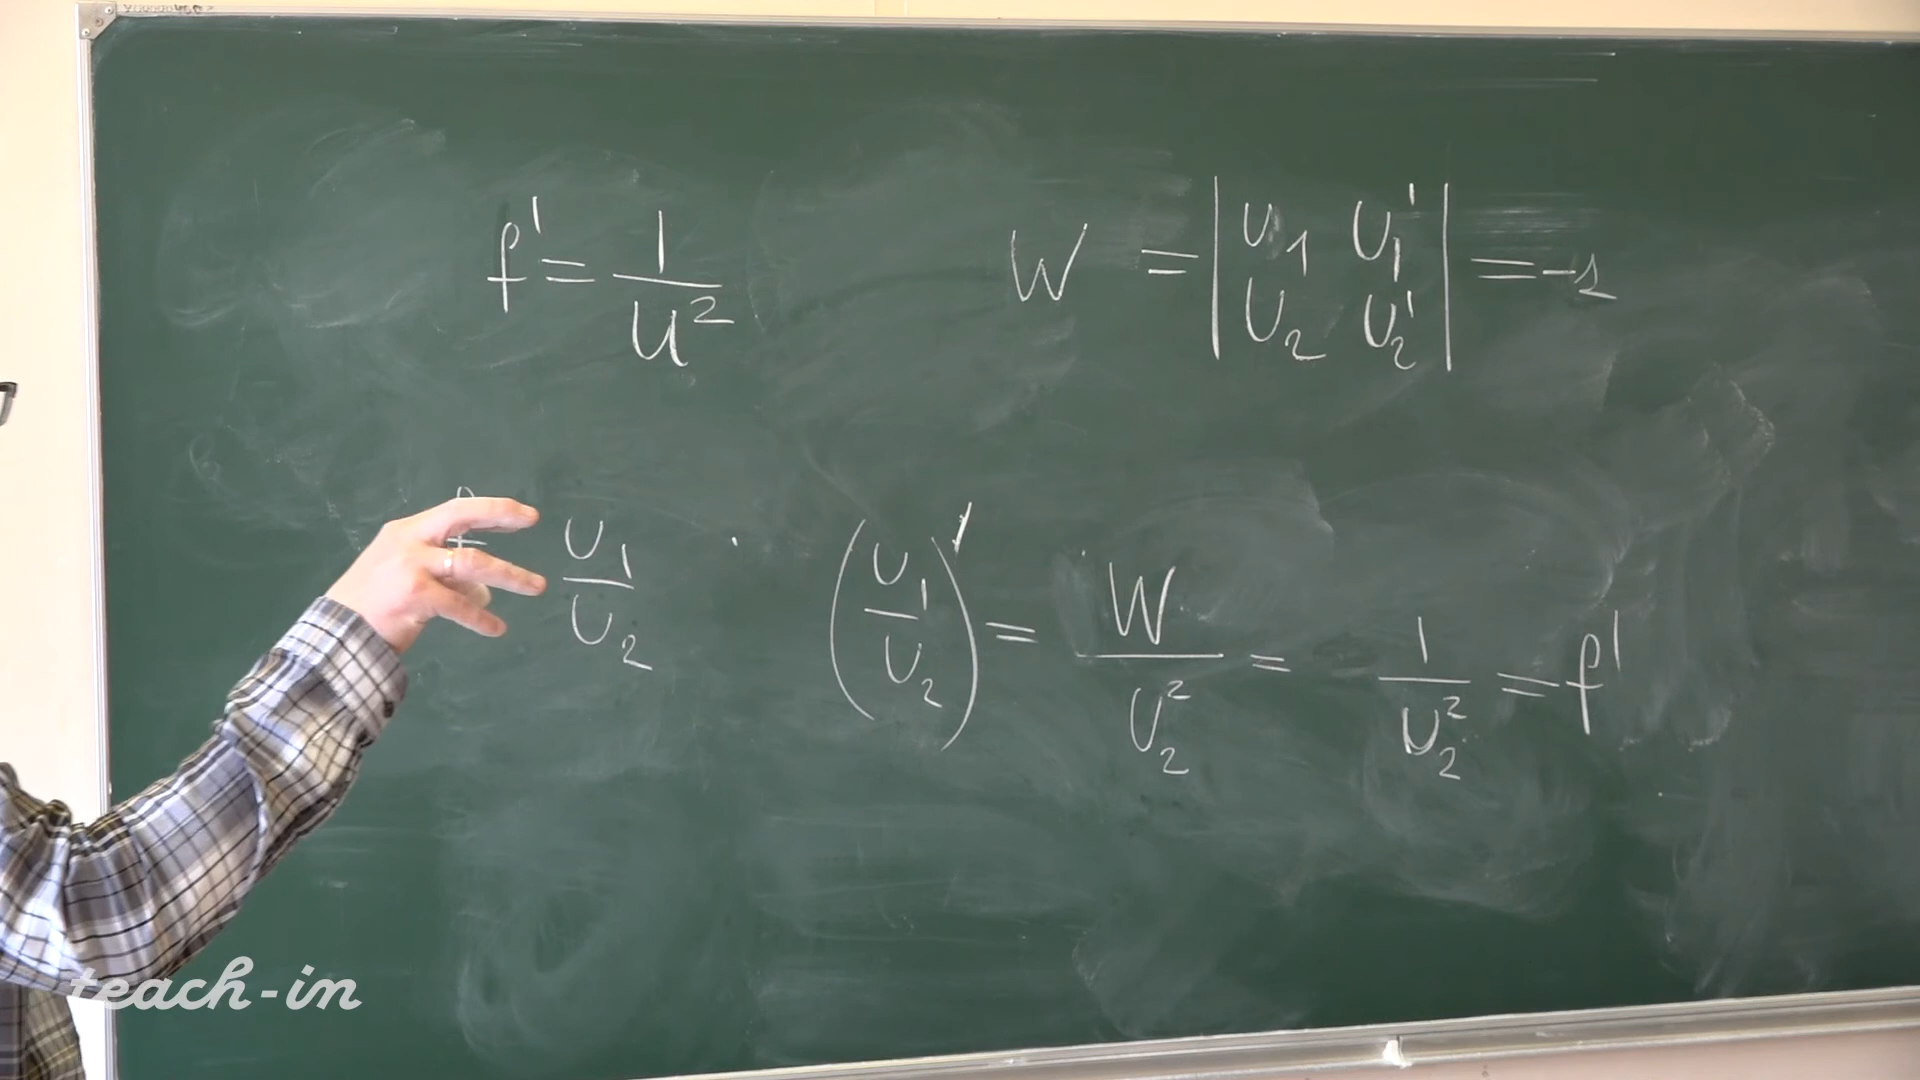 f' = 1/u² W = |u₁ u₁' ; u₂ u₂'| = -1
f u₁/u₂ (u₁/u₂)' = W/u₂² = 1/u₂² = f'
teach-in